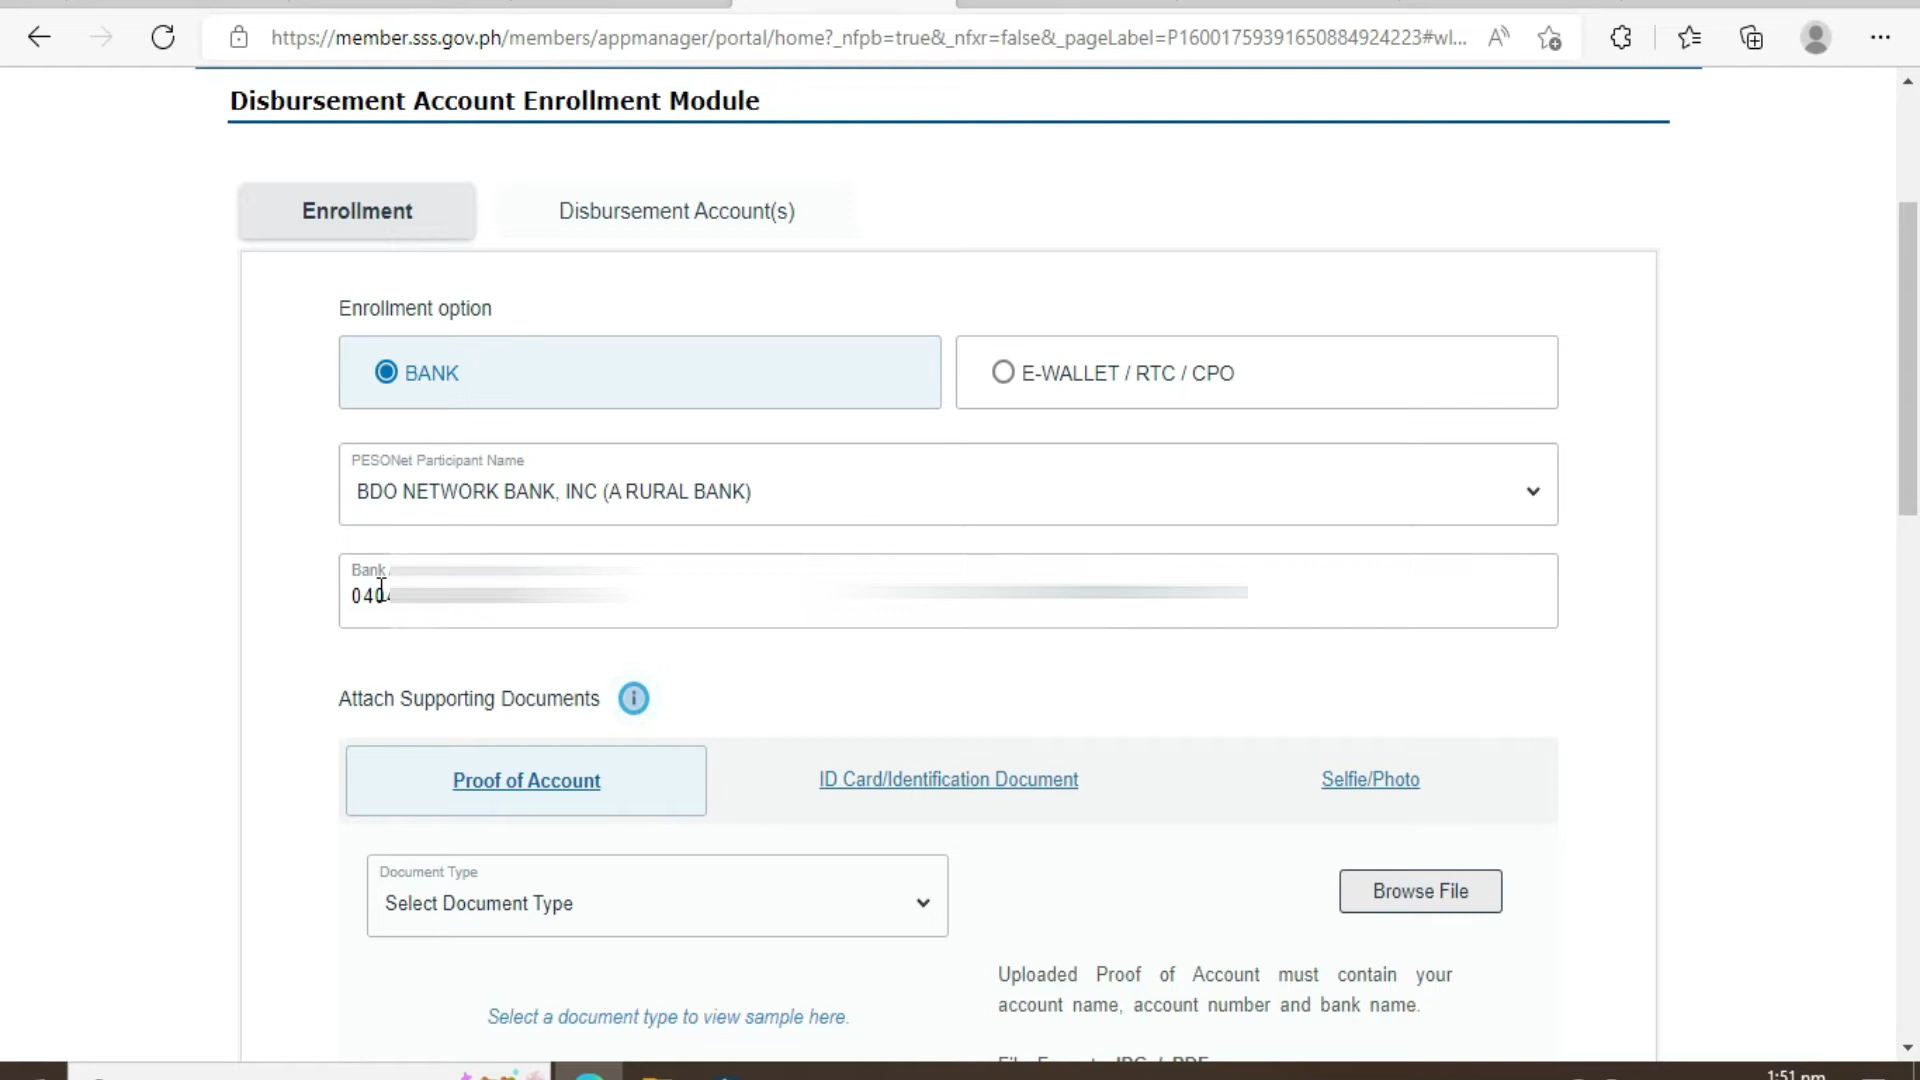 https://member.sss.gov.ph/members/appmanager/portal/home?_nfpb=true&_nfxr=false&_pageLabel=P16001759391650884924223#wl...
Disbursement Account Enrollment Module
Enrollment
Disbursement Account(s)
Enrollment option
BANK
E-WALLET / RTC / CPO
PESONet Participant Name
BDO NETWORK BANK, INC (A RURAL BANK)
Bank
040
Attach Supporting Documents
Proof of Account
ID Card/Identification Document
Selfie/Photo
Document Type
Select Document Type
Browse File
Uploaded Proof of Account must contain your
account name, account number and bank name.
Select a document type to view sample here.
1:51 pm